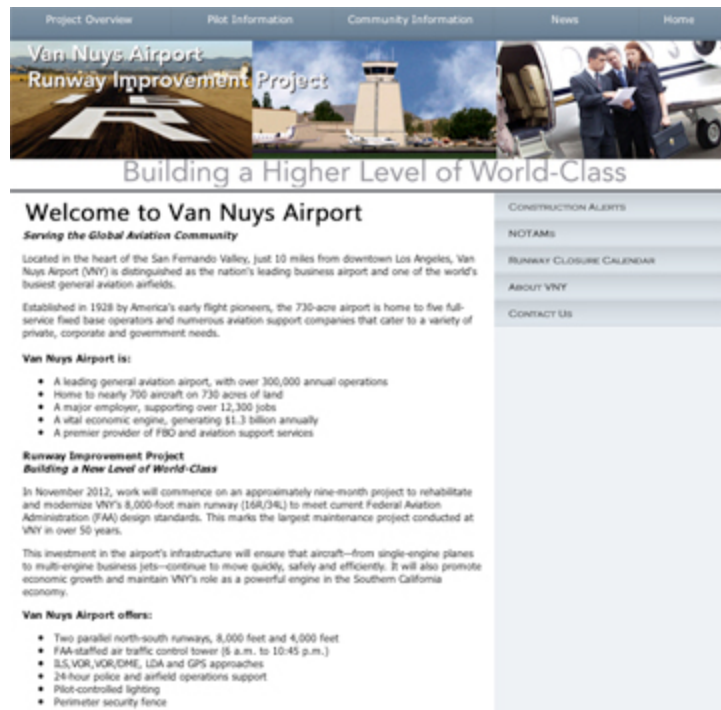 Project Overview
Pilot Information
Community Information
News
Home
Van Nuys Airport
Runway Improvement Project
Building a Higher Level of World-Class
Welcome to Van Nuys Airport
Serving the Global Aviation Community
Located in the heart of the San Fernando Valley, just 10 miles from downtown Los Angeles, Van
Nuys Airport (VNY) is distinguished as the nation's leading business airport and one of the world's
busiest general aviation airfields.
Established in 1928 by America's early flight pioneers, the 730-acre airport is home to five full-
service fixed base operators and numerous aviation support companies that cater to a variety of
private, corporate and government needs.
Van Nuys Airport is:
• A leading general aviation airport, with over 300,000 annual operations
• Home to nearly 700 aircraft on 730 acres of land
• A major employer, supporting over 12,300 jobs
• A vital economic engine, generating $1.3 billion annually
• A premier provider of FBO and aviation support services
Runway Improvement Project
Building a New Level of World-Class
In November 2012, work will commence on an approximately nine-month project to rehabilitate
and modernize VNY's 8,000-foot main runway (16R/34L) to meet current Federal Aviation
Administration (FAA) design standards. This marks the largest maintenance project conducted at
VNY in over 50 years.
This investment in the airport's infrastructure will ensure that aircraft—from single-engine planes
to multi-engine business jets—continue to move quickly, safely and efficiently. It will also promote
economic growth and maintain VNY's role as a powerful engine in the Southern California
economy.
Van Nuys Airport offers:
• Two parallel north-south runways, 8,000 feet and 4,000 feet
• FAA-staffed air traffic control tower (6 a.m. to 10:45 p.m.)
• ILS,VOR,VOR/DME, LDA and GPS approaches
• 24-hour police and airfield operations support
• Pilot-controlled lighting
• Perimeter security fence
Construction Alerts
NOTAMs
Runway Closure Calendar
About VNY
Contact Us